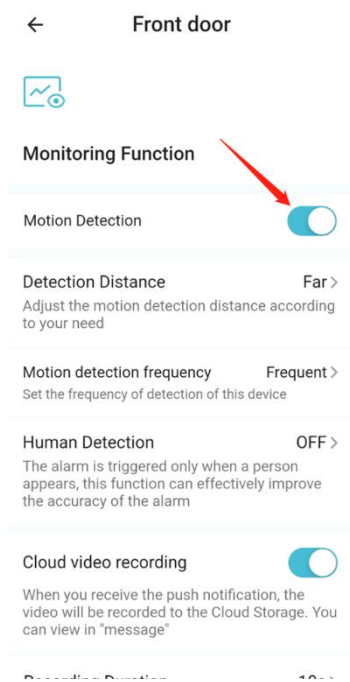 Front door
Monitoring Function
Motion Detection
Detection Distance Far
Adjust the motion detection distance according
to your need
Motion detection frequency Frequent
Set the frequency of detection of this device
Human Detection OFF
The alarm is triggered only when a person
appears, this function can effectively improve
the accuracy of the alarm
Cloud video recording
When you receive the push notification, the
video will be recorded to the Cloud Storage. You
can view in "message"
Recording Duration 10s